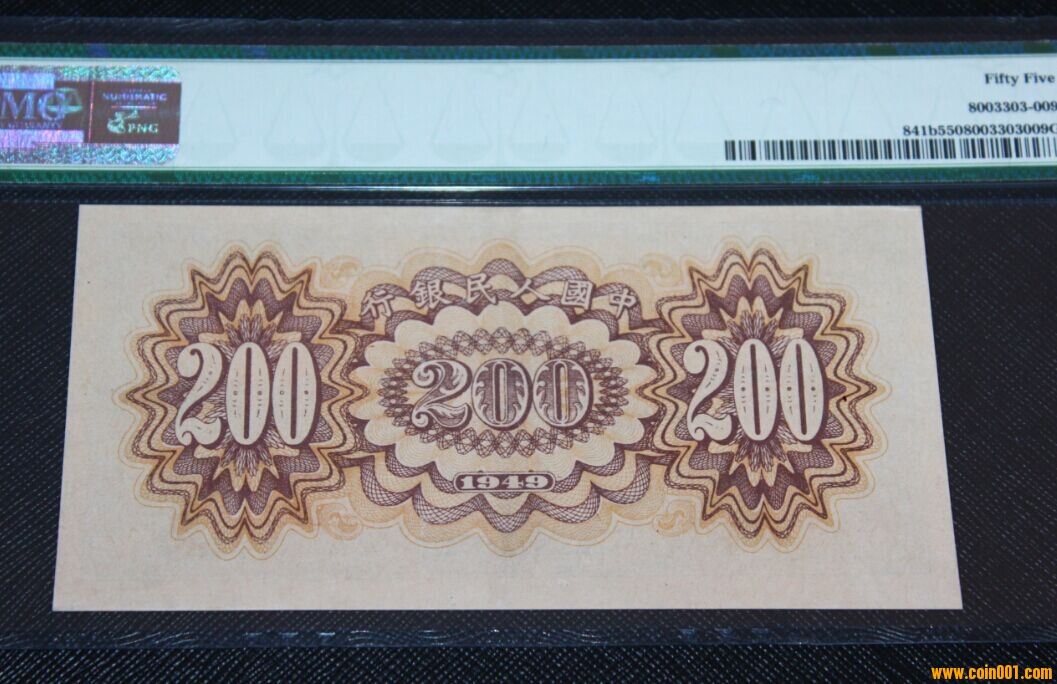 Fifty Five
8003303-009
841b5508003303009
NUMISMATIC
PNG
行銀民人國中
200 200 200
1949
www.coin001.com